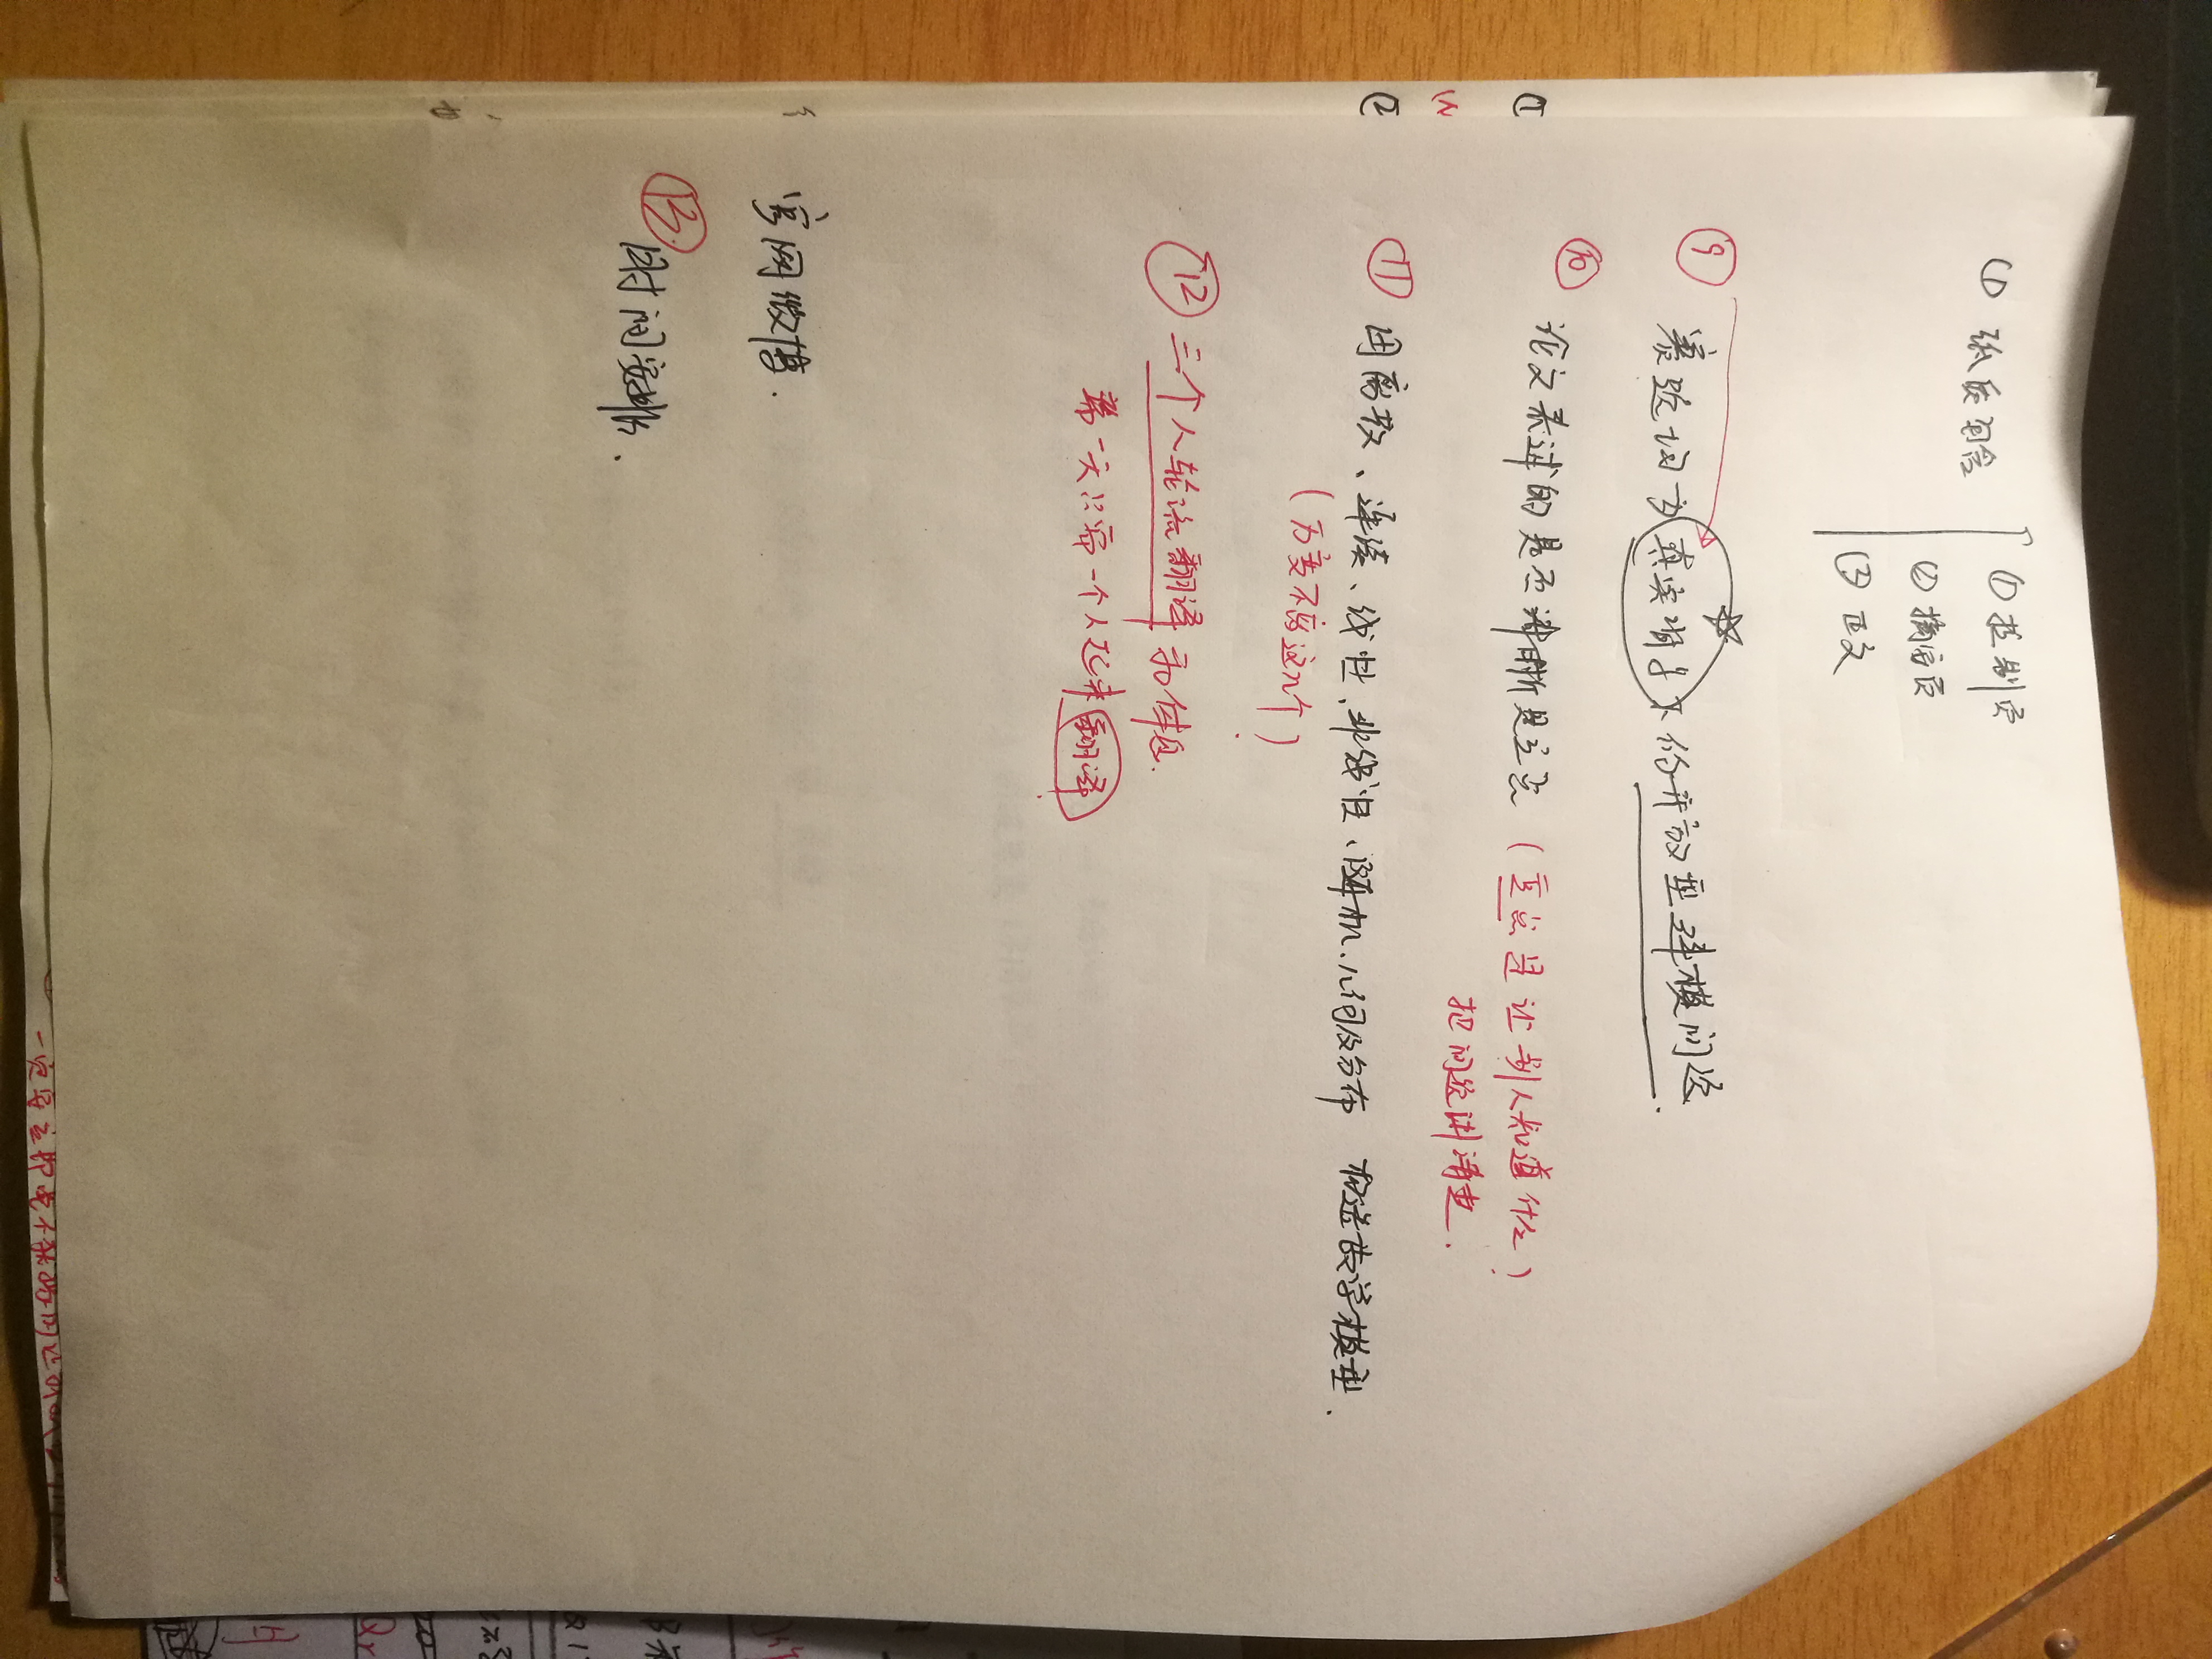 ① 纸质包含
① 控制页
② 摘要页
③ 正文
⑨ 赛题均为真实背景下的开放型建模问题.
⑩ 论文表述的是否清晰是重点 (重点是让别人知道什么)
把问题讲清楚.
⑪ 用离散、连续、线性、非线性、随机、几何及分布 构造数学模型.
(万变不离这几个)
⑫ 三个人轮流翻译和休息.
第一天只需一个人起来翻译
官网微博.
⑬ 时间安排.